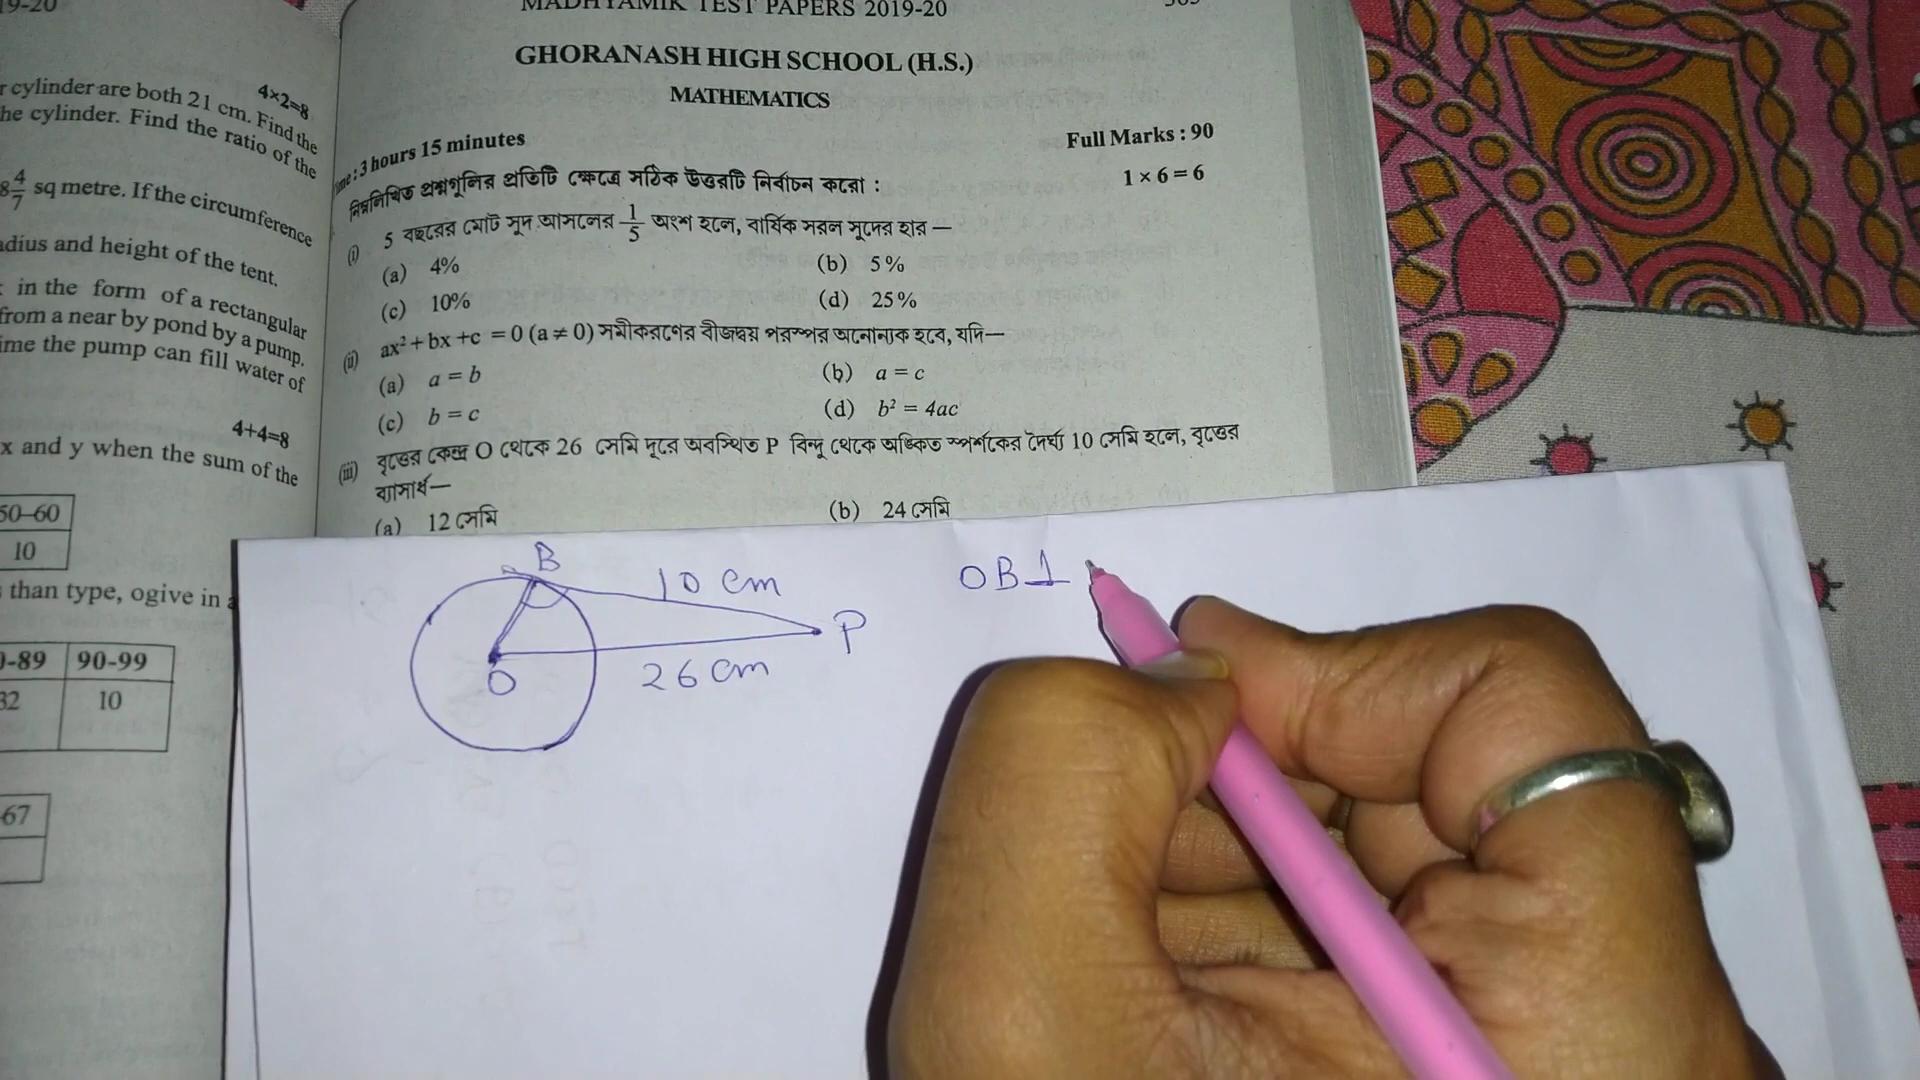 19-20
4×2=8
r cylinder are both 21 cm. Find the
he cylinder. Find the ratio of the
8 4/7 sq metre. If the circumference
adius and height of the tent.
in the form of a rectangular
from a near by pond by a pump.
ime the pump can fill water of
4+4=8
x and y when the sum of the
50–60
10
than type, ogive in a
0-89 90-99
32 10
-67
MADHYAMIK TEST PAPERS 2019-20
GHORANASH HIGH SCHOOL (H.S.)
MATHEMATICS
me : 3 hours 15 minutes Full Marks : 90
নিম্নলিখিত প্রশ্নগুলির প্রতিটি ক্ষেত্রে সঠিক উত্তরটি নির্বাচন করো : 1 × 6 = 6
(i) 5 বছরের মোট সুদ আসলের 1/5 অংশ হলে, বার্ষিক সরল সুদের হার —
(a) 4% (b) 5%
(c) 10% (d) 25%
(ii) ax² + bx + c = 0 (a ≠ 0) সমীকরণের বীজদ্বয় পরস্পর অন্যোন্যক হবে, যদি—
(a) a = b (b) a = c
(c) b = c (d) b² = 4ac
(iii) বৃত্তের কেন্দ্র O থেকে 26 সেমি দূরে অবস্থিত P বিন্দু থেকে অঙ্কিত স্পর্শকের দৈর্ঘ্য 10 সেমি হলে, বৃত্তের
ব্যাসার্ধ—
(a) 12 সেমি (b) 24 সেমি
B 10 cm OB⊥
P
O 26 cm